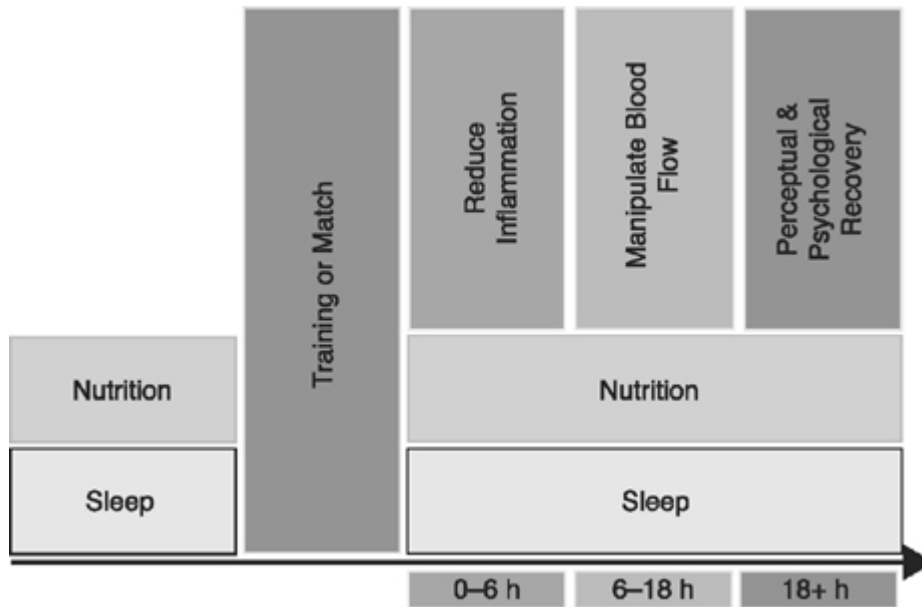 Nutrition
Sleep
Training or Match
Reduce
Inflammation
Manipulate Blood
Flow
Perceptual &
Psychological
Recovery
Nutrition
Sleep
0–6 h
6–18 h
18+ h